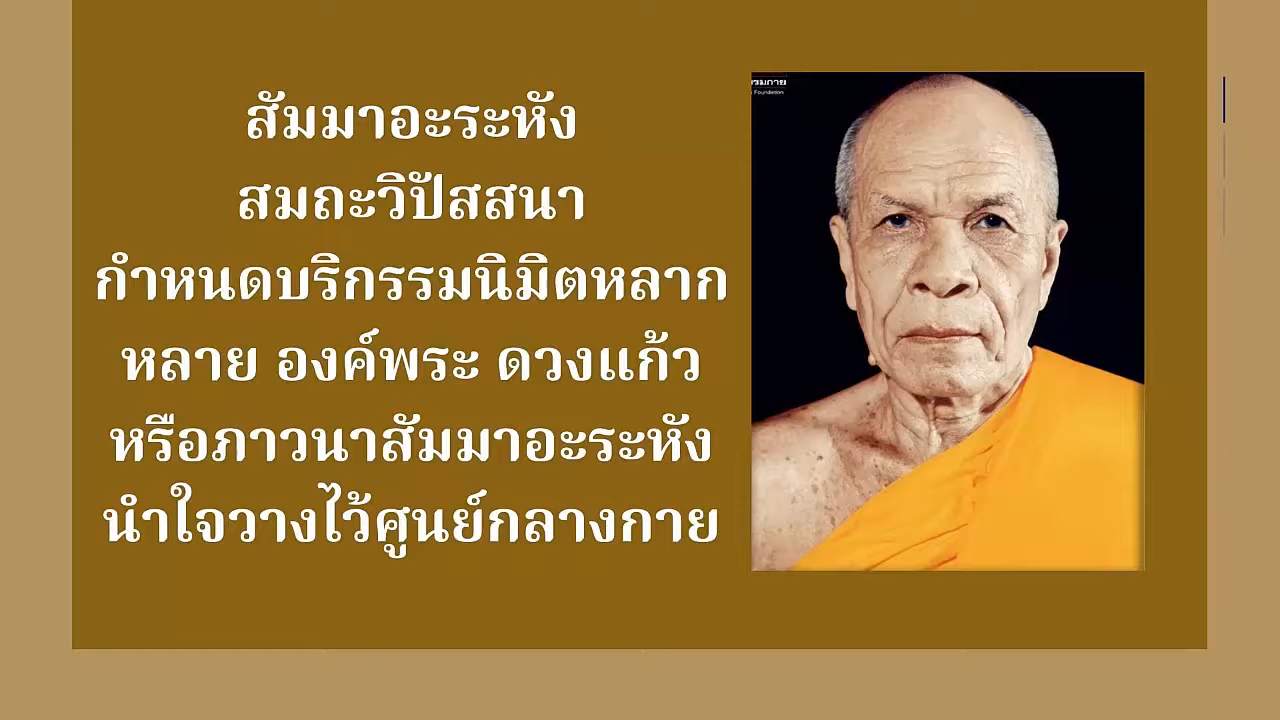 สัมมาอะระหัง
สมถะวิปัสสนา
กำหนดบริกรรมนิมิตหลาก
หลาย องค์พระ ดวงแก้ว
หรือภาวนาสัมมาอะระหัง
นำใจวางไว้ศูนย์กลางกาย
Foundation